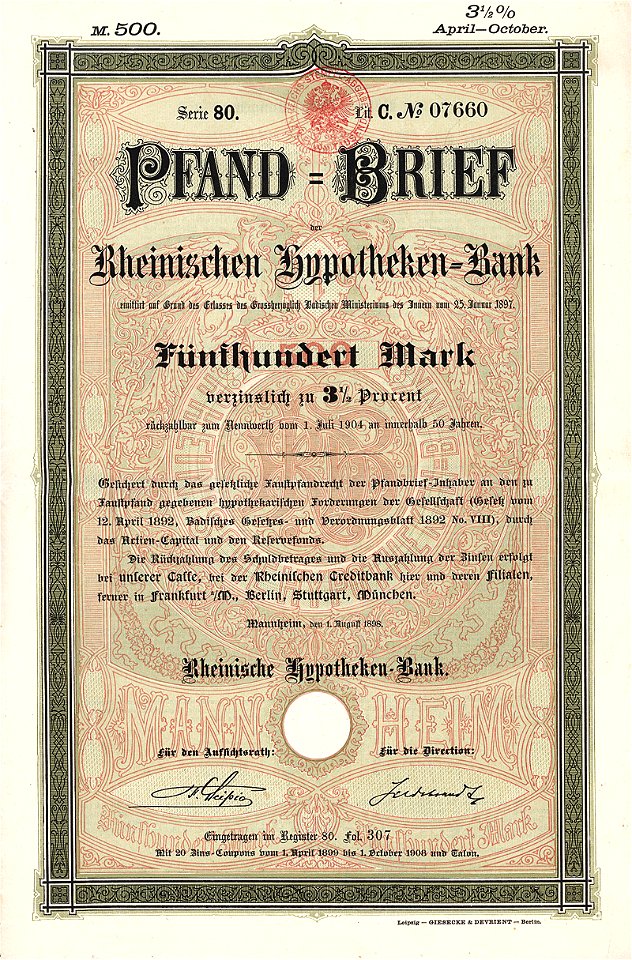 M. 500.
3½%
April—October.
Serie 80.
Lit. C. № 07660
PFAND = BRIEF
der
Rheinischen Hypotheken-Bank
emittirt auf Grund des Erlasses des Grossherzoglich Badischen Ministeriums des Innern vom 25. Januar 1897.
500
Fünfhundert Mark
verzinslich zu 3½ Procent
rückzahlbar zum Nennwerth vom 1. Juli 1904 an innerhalb 50 Jahren.
Gesichert durch das gesetzliche Faustpfandrecht der Pfandbrief-Inhaber an den zu
Faustpfand gegebenen hypothekarischen Forderungen der Gesellschaft (Gesetz vom
12. April 1892, Badisches Gesetzes- und Verordnungsblatt 1892 No. VIII), durch
das Actien-Capital und den Reservefonds.
Die Rückzahlung des Schuldbetrages und die Auszahlung der Zinsen erfolgt
bei unserer Casse, bei der Rheinischen Creditbank hier und deren Filialen,
ferner in Frankfurt a/M., Berlin, Stuttgart, München.
Mannheim, den 1. August 1898.
Rheinische Hypotheken-Bank.
MANNHEIM
Für den Aufsichtsrath:
Für die Direction:
Eingetragen im Register 80. Fol. 307
Fünfhundert Mark
Mit 20 Zins-Coupons vom 1. April 1899 bis 1. October 1908 und Talon.
Leipzig — GIESECKE & DEVRIENT — Berlin.